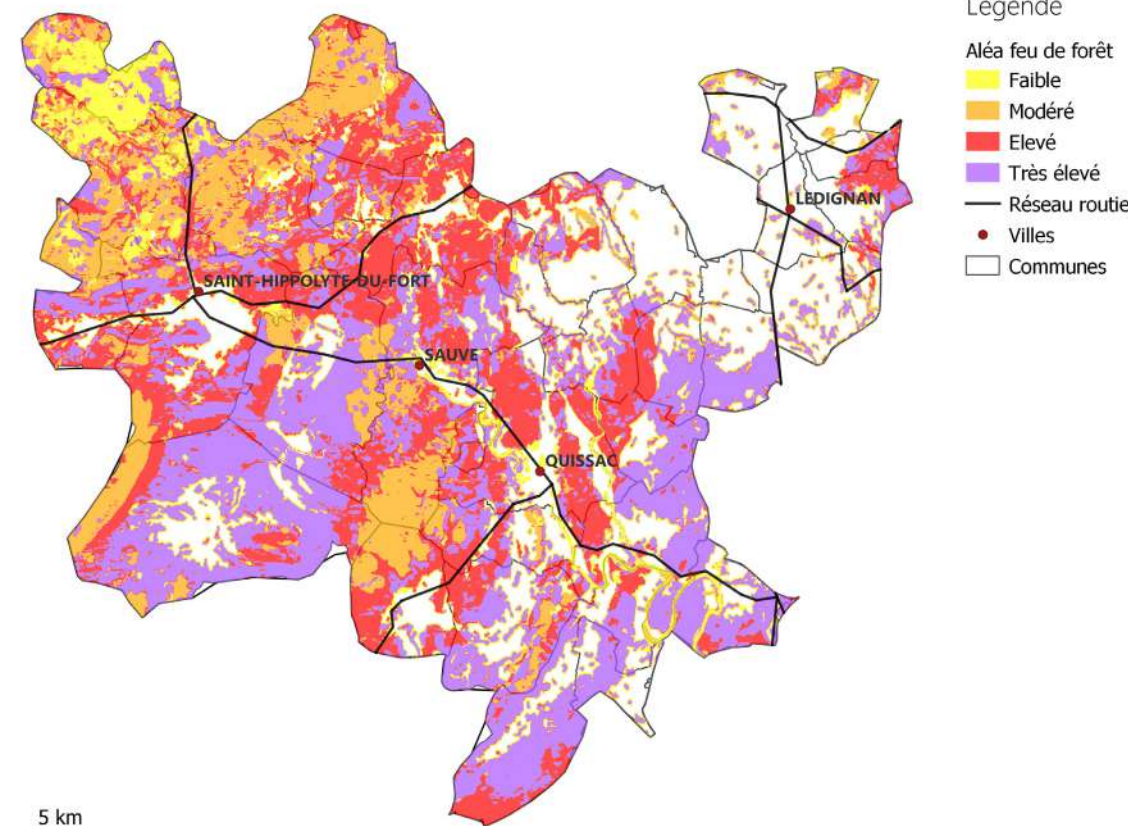 Légende
Aléa feu de forêt
Faible
Modéré
Elevé
Très élevé
Réseau routie
Villes
Communes
LEDIGNAN
SAINT-HIPPOLYTE-DU-FORT
SAUVE
QUISSAC
5 km